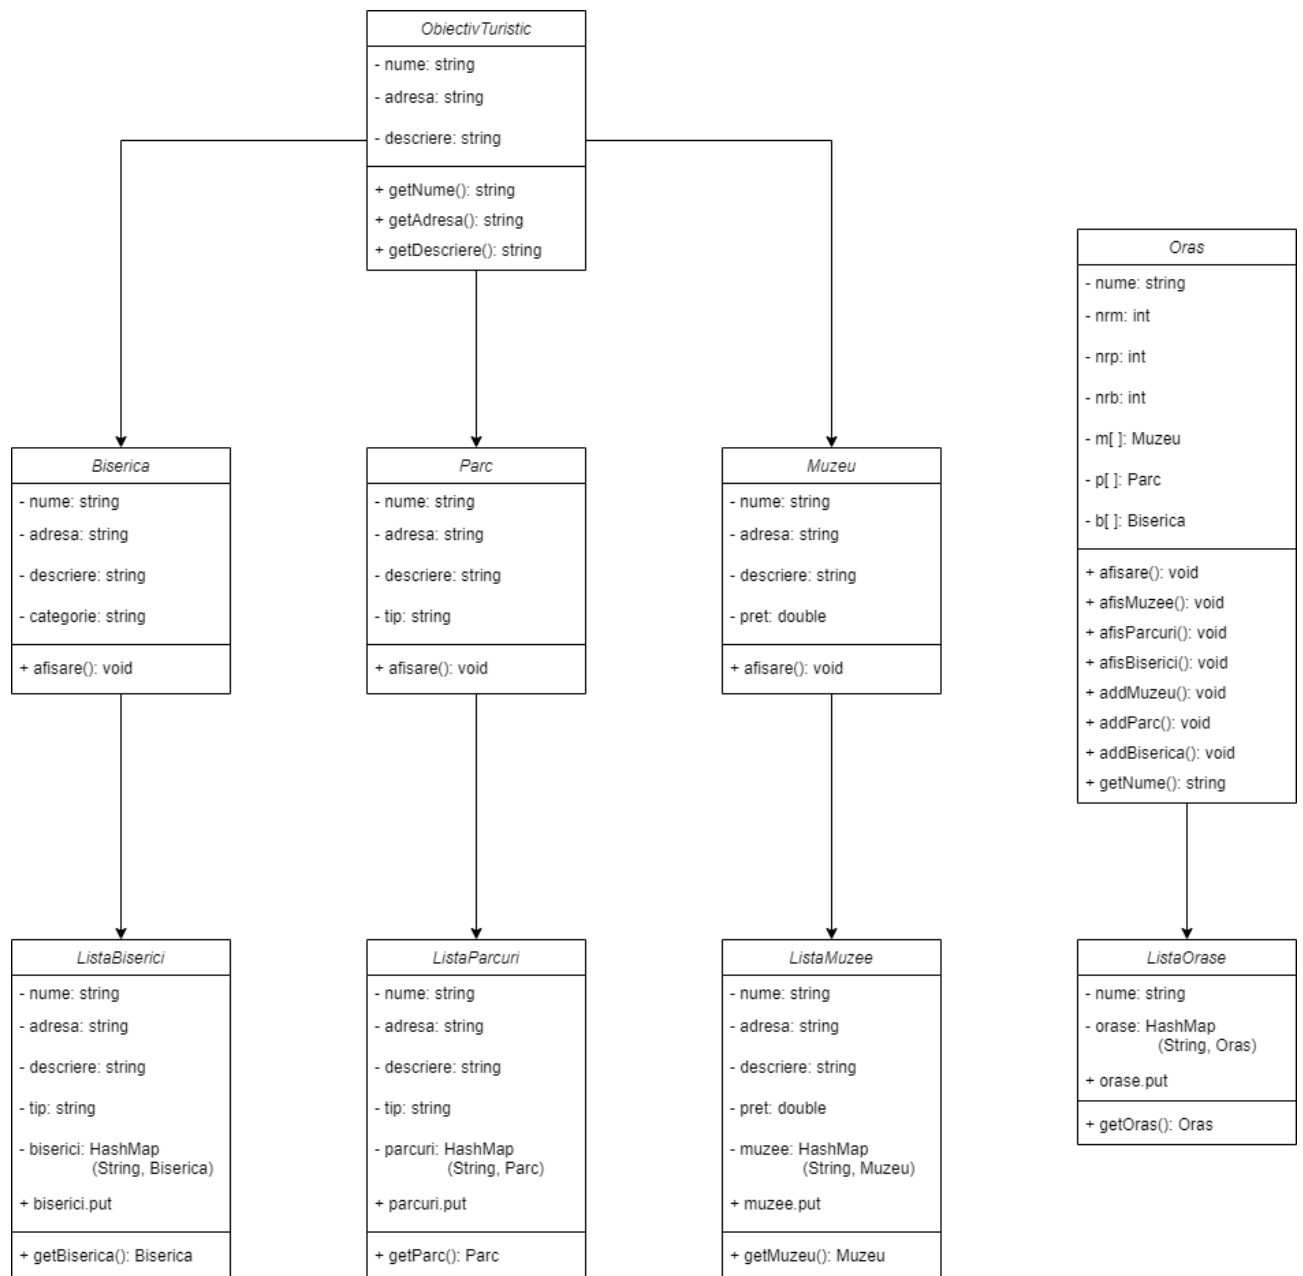 ObiectivTuristic
- nume: string
- adresa: string
- descriere: string
+ getNume(): string
+ getAdresa(): string
+ getDescriere(): string
Oras
- nume: string
- nrm: int
- nrp: int
- nrb: int
- m[ ]: Muzeu
- p[ ]: Parc
- b[ ]: Biserica
+ afisare(): void
+ afisMuzee(): void
+ afisParcuri(): void
+ afisBiserici(): void
+ addMuzeu(): void
+ addParc(): void
+ addBiserica(): void
+ getNume(): string
Biserica
- nume: string
- adresa: string
- descriere: string
- categorie: string
+ afisare(): void
Parc
- nume: string
- adresa: string
- descriere: string
- tip: string
+ afisare(): void
Muzeu
- nume: string
- adresa: string
- descriere: string
- pret: double
+ afisare(): void
ListaBiserici
- nume: string
- adresa: string
- descriere: string
- tip: string
- biserici: HashMap
(String, Biserica)
+ biserici.put
+ getBiserica(): Biserica
ListaParcuri
- nume: string
- adresa: string
- descriere: string
- tip: string
- parcuri: HashMap
(String, Parc)
+ parcuri.put
+ getParc(): Parc
ListaMuzee
- nume: string
- adresa: string
- descriere: string
- pret: double
- muzee: HashMap
(String, Muzeu)
+ muzee.put
+ getMuzeu(): Muzeu
ListaOrase
- nume: string
- orase: HashMap
(String, Oras)
+ orase.put
+ getOras(): Oras